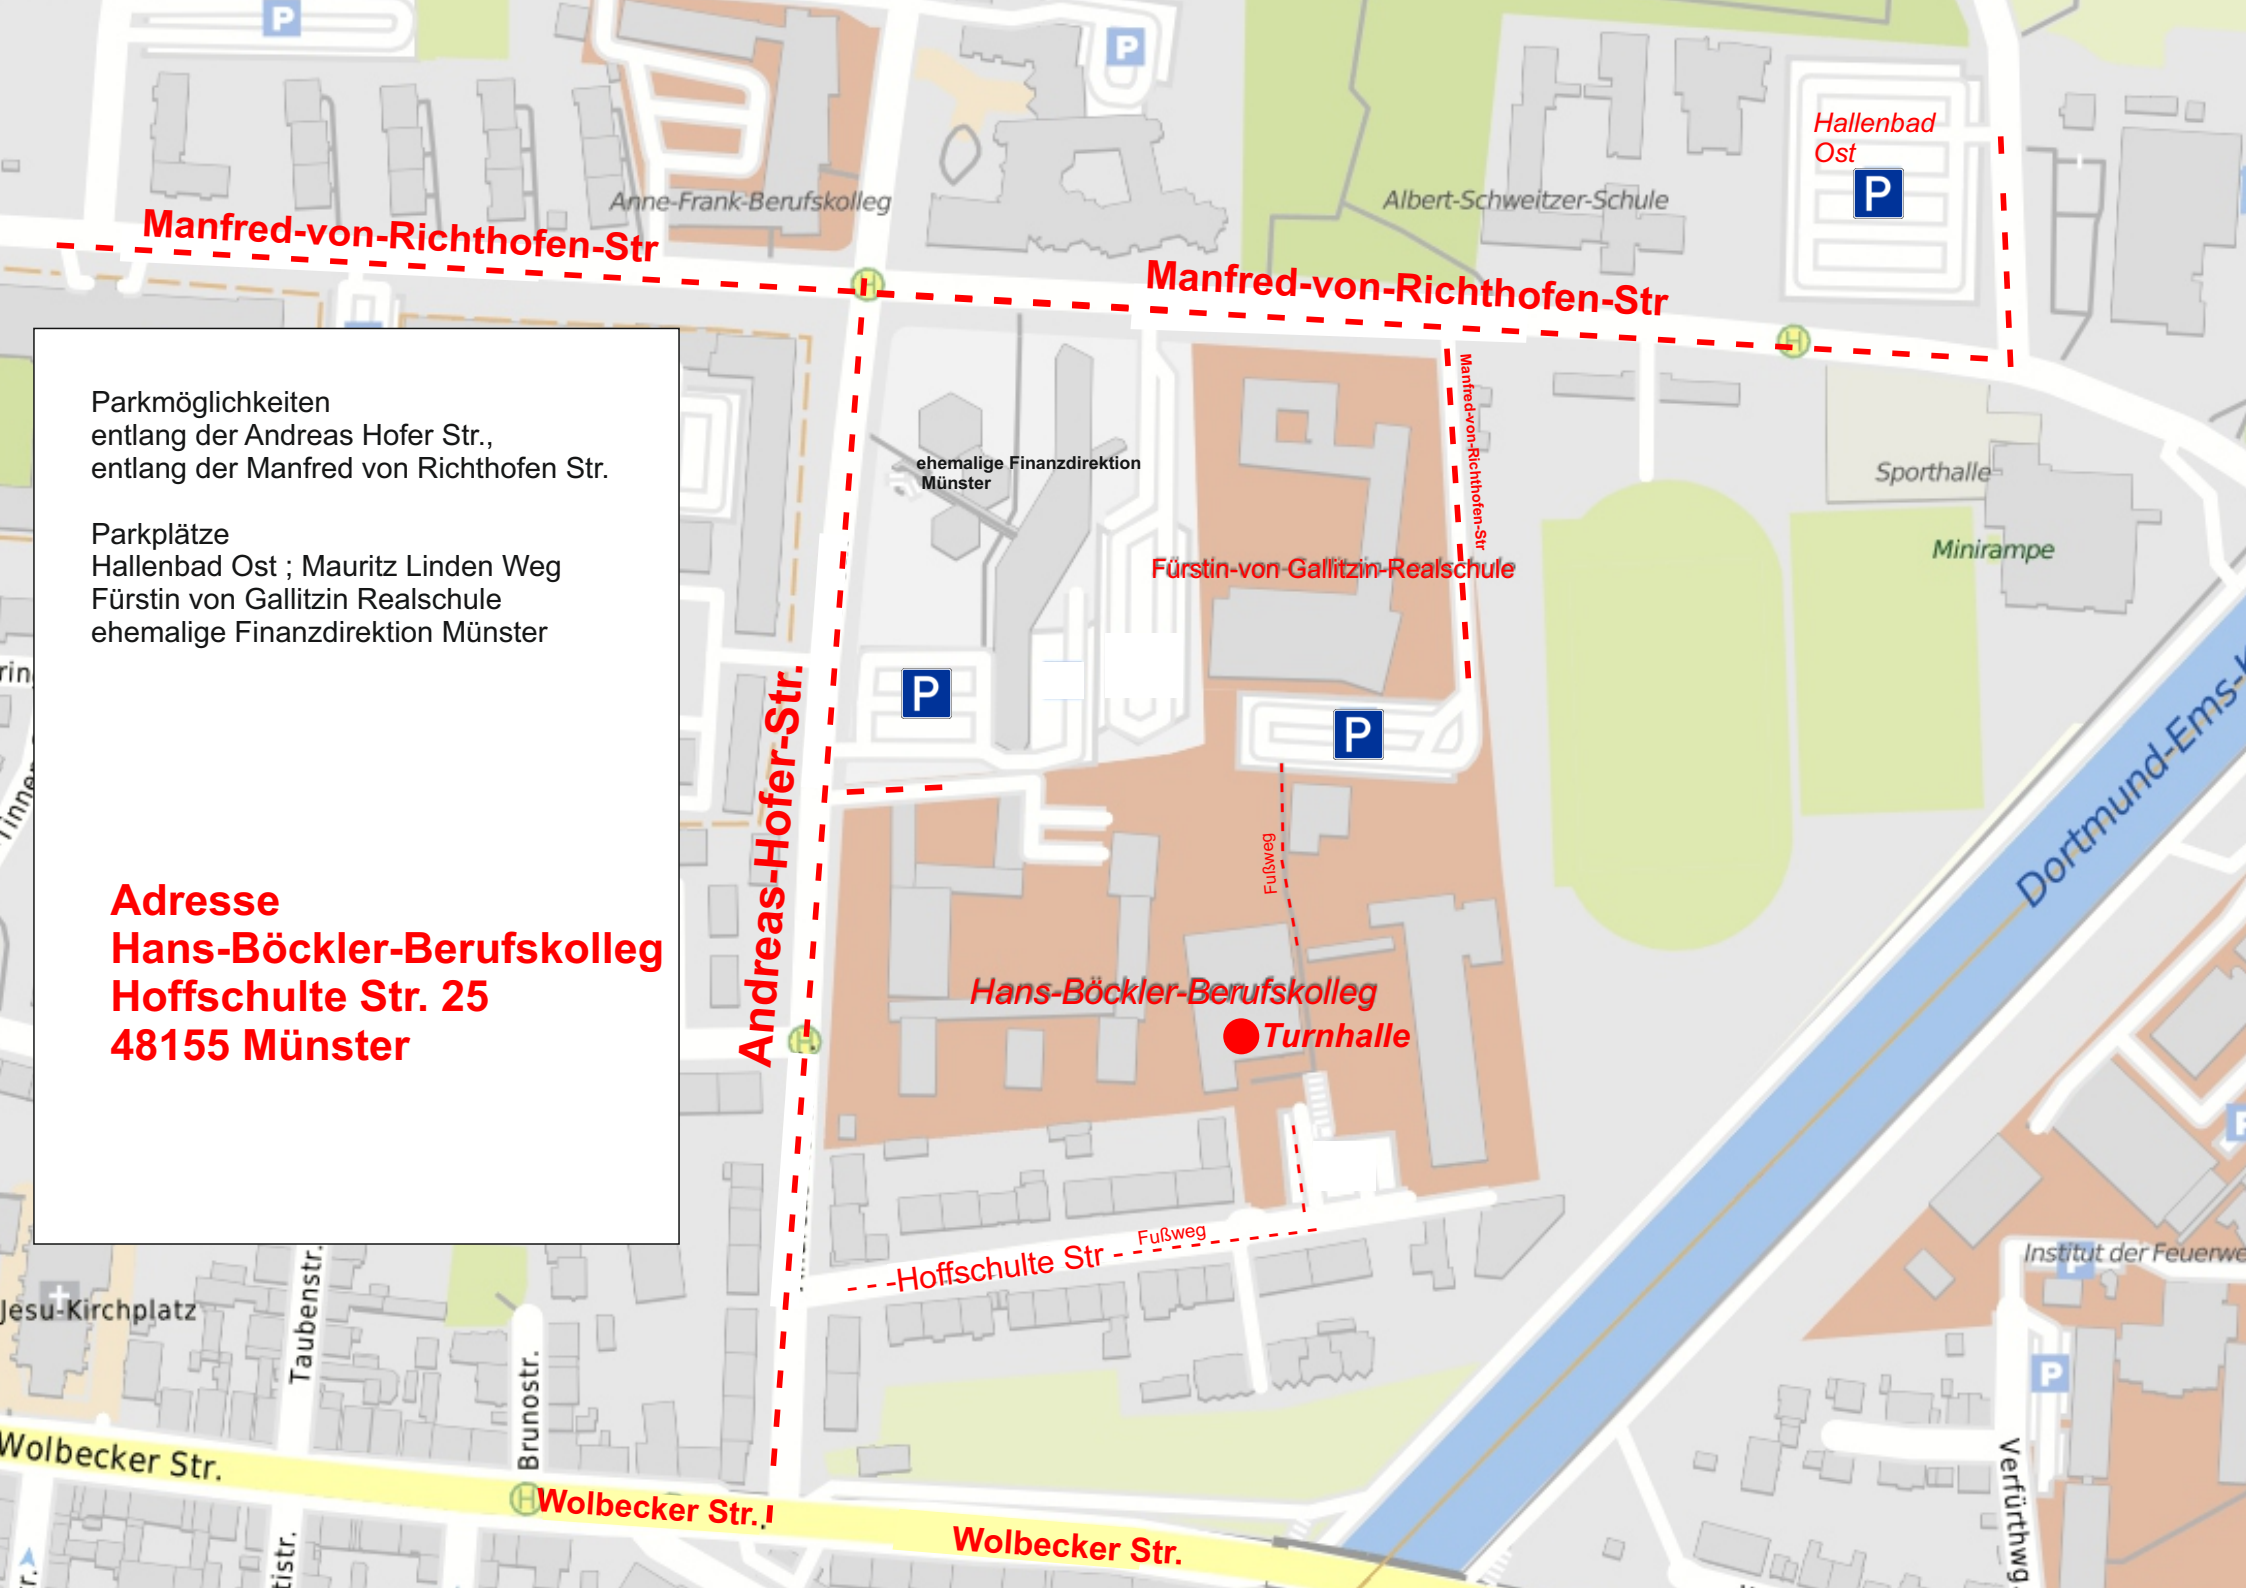 P
P
Hallenbad
Ost
P
Anne-Frank-Berufskolleg
Albert-Schweitzer-Schule
Manfred-von-Richthofen-Str
Manfred-von-Richthofen-Str
H
H
Manfred-von-Richthofen-Str
Parkmöglichkeiten
entlang der Andreas Hofer Str.,
entlang der Manfred von Richthofen Str.
Parkplätze
Hallenbad Ost ; Mauritz Linden Weg
Fürstin von Gallitzin Realschule
ehemalige Finanzdirektion Münster
ehemalige Finanzdirektion
Münster
Sporthalle
Minirampe
Fürstin-von-Gallitzin-Realschule
P
P
Andreas-Hofer-Str.
Fußweg
Dortmund-Ems-K
Adresse
Hans-Böckler-Berufskolleg
Hoffschulte Str. 25
48155 Münster
Hans-Böckler-Berufskolleg
Turnhalle
H
P
Fußweg
Hoffschulte Str
Institut der Feuerwe
P
P
Jesu-Kirchplatz
Taubenstr.
Brunostr.
Verfürthwg
Wolbecker Str.
H
Wolbecker Str.
Wolbecker Str.
tistr.